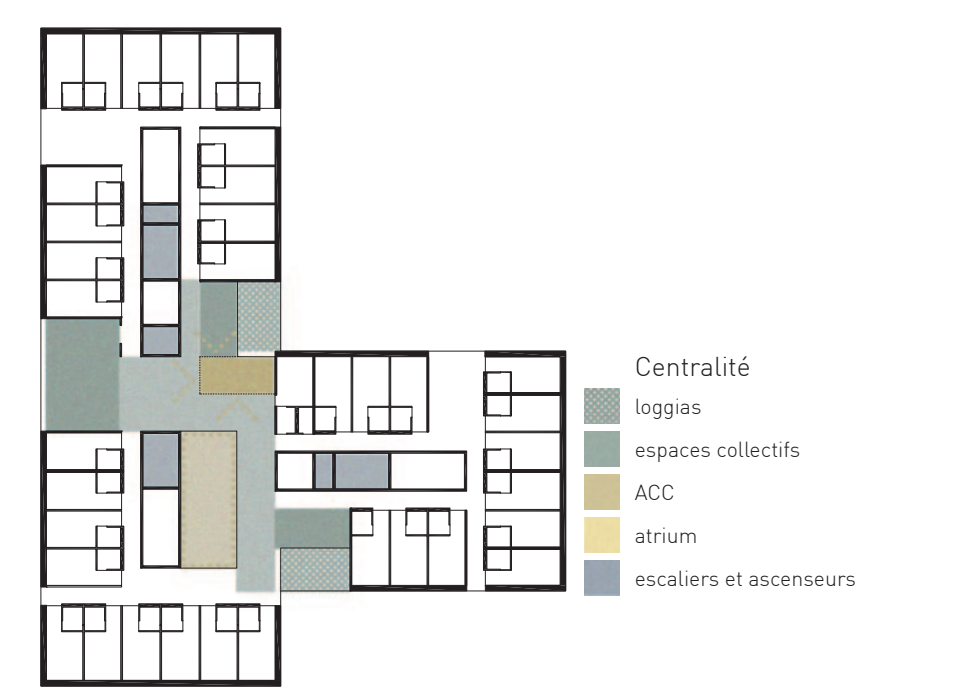 Centralité
loggias
espaces collectifs
ACC
atrium
escaliers et ascenseurs